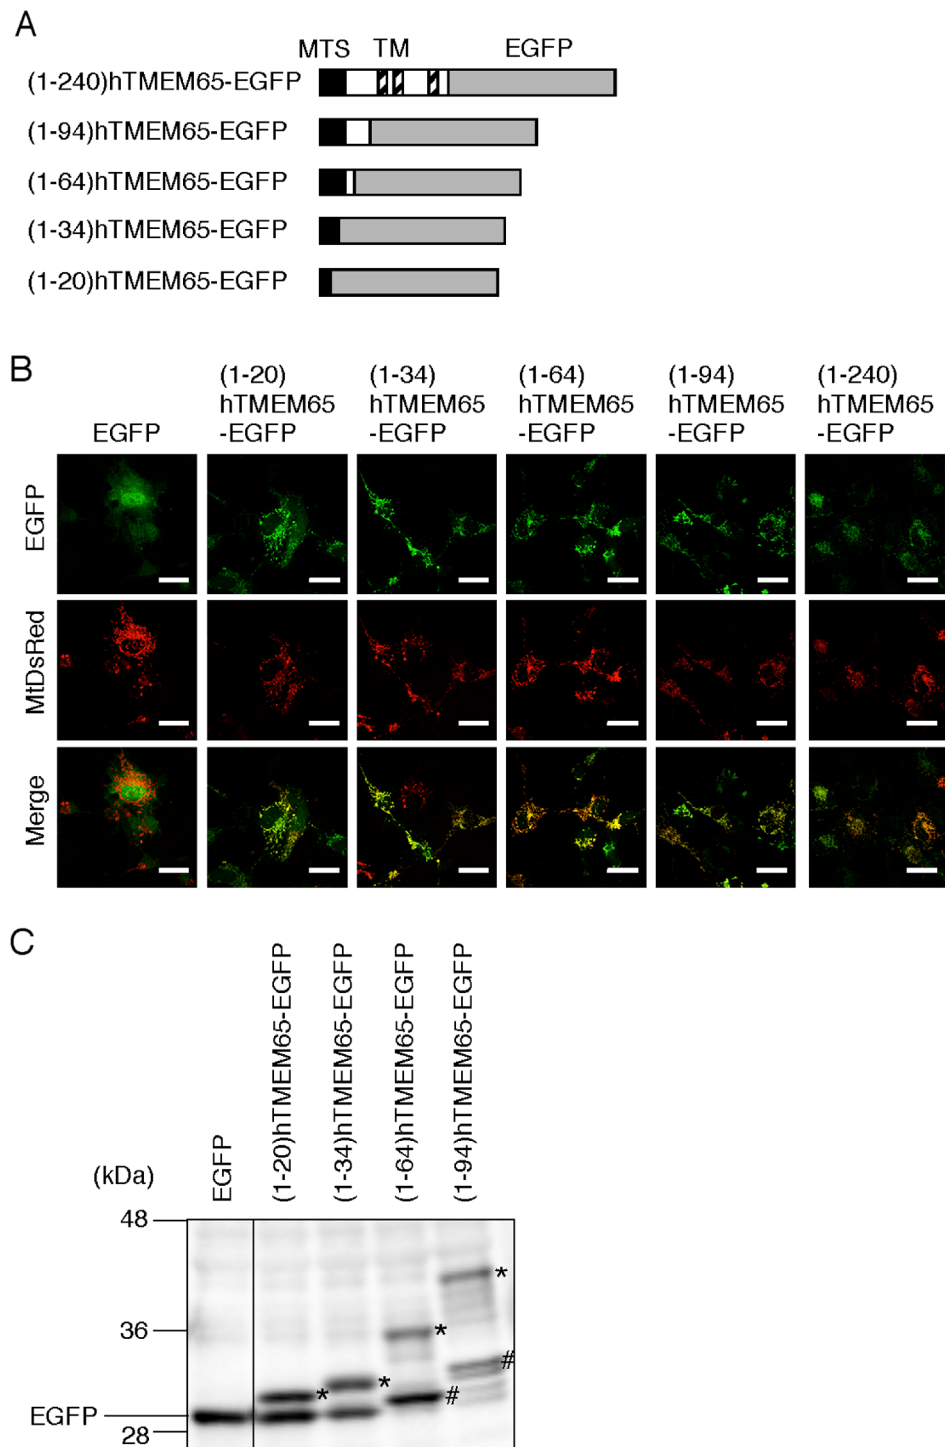 A
MTS TM EGFP
(1-240)hTMEM65-EGFP
(1-94)hTMEM65-EGFP
(1-64)hTMEM65-EGFP
(1-34)hTMEM65-EGFP
(1-20)hTMEM65-EGFP
B
EGFP
(1-20)
hTMEM65
-EGFP
(1-34)
hTMEM65
-EGFP
(1-64)
hTMEM65
-EGFP
(1-94)
hTMEM65
-EGFP
(1-240)
hTMEM65
-EGFP
EGFP
MtDsRed
Merge
C
(kDa)
EGFP
(1-20)hTMEM65-EGFP
(1-34)hTMEM65-EGFP
(1-64)hTMEM65-EGFP
(1-94)hTMEM65-EGFP
48
*
36
*
#
*
*
#
EGFP
28